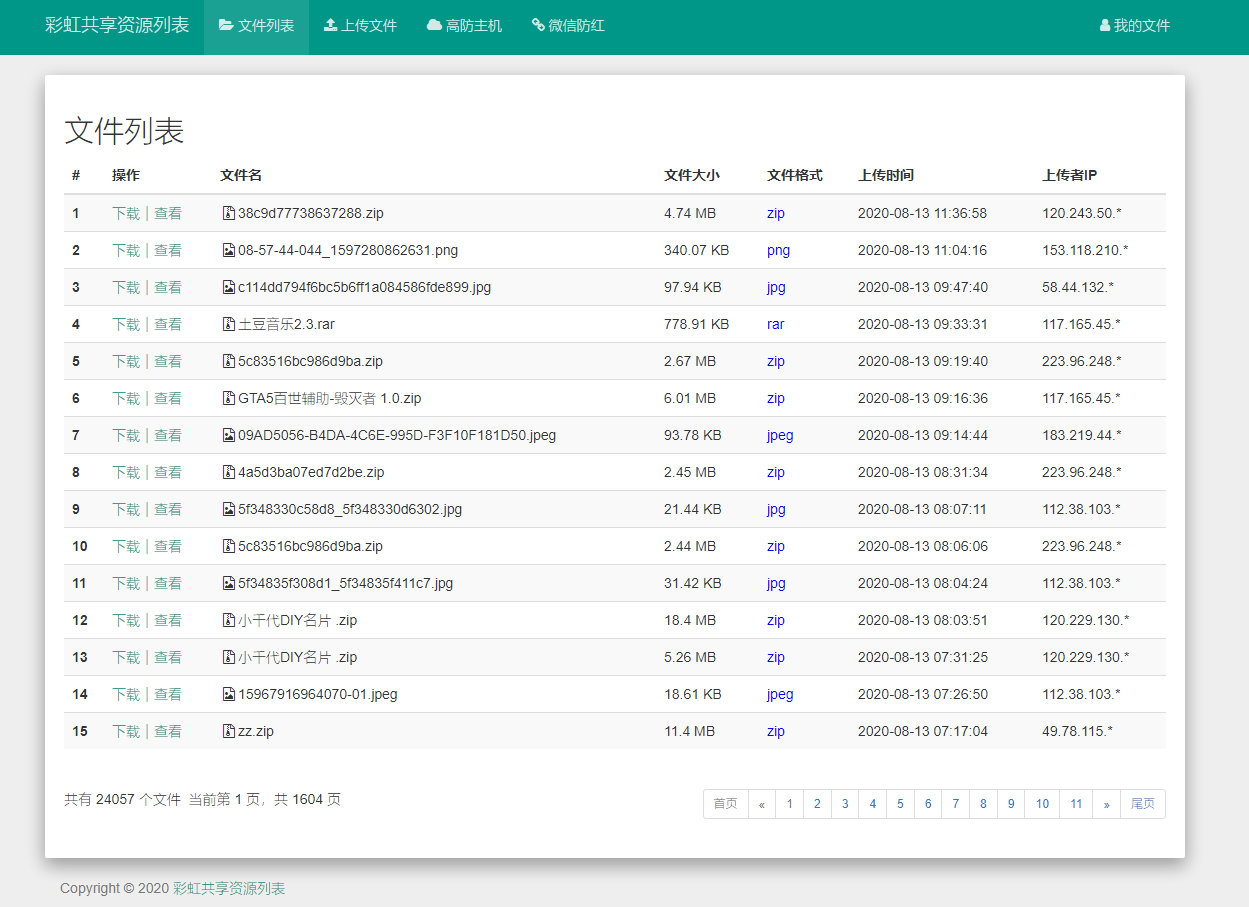 彩虹共享资源列表 文件列表 上传文件 高防主机 微信防红 我的文件
文件列表
# 操作 文件名 文件大小 文件格式 上传时间 上传者IP
1 下载 | 查看 38c9d77738637288.zip 4.74 MB zip 2020-08-13 11:36:58 120.243.50.*
2 下载 | 查看 08-57-44-044_1597280862631.png 340.07 KB png 2020-08-13 11:04:16 153.118.210.*
3 下载 | 查看 c114dd794f6bc5b6ff1a084586fde899.jpg 97.94 KB jpg 2020-08-13 09:47:40 58.44.132.*
4 下载 | 查看 土豆音乐2.3.rar 778.91 KB rar 2020-08-13 09:33:31 117.165.45.*
5 下载 | 查看 5c83516bc986d9ba.zip 2.67 MB zip 2020-08-13 09:19:40 223.96.248.*
6 下载 | 查看 GTA5百世辅助-毁灭者 1.0.zip 6.01 MB zip 2020-08-13 09:16:36 117.165.45.*
7 下载 | 查看 09AD5056-B4DA-4C6E-995D-F3F10F181D50.jpeg 93.78 KB jpeg 2020-08-13 09:14:44 183.219.44.*
8 下载 | 查看 4a5d3ba07ed7d2be.zip 2.45 MB zip 2020-08-13 08:31:34 223.96.248.*
9 下载 | 查看 5f348330c58d8_5f348330d6302.jpg 21.44 KB jpg 2020-08-13 08:07:11 112.38.103.*
10 下载 | 查看 5c83516bc986d9ba.zip 2.44 MB zip 2020-08-13 08:06:06 223.96.248.*
11 下载 | 查看 5f34835f308d1_5f34835f411c7.jpg 31.42 KB jpg 2020-08-13 08:04:24 112.38.103.*
12 下载 | 查看 小千代DIY名片 .zip 18.4 MB zip 2020-08-13 08:03:51 120.229.130.*
13 下载 | 查看 小千代DIY名片 .zip 5.26 MB zip 2020-08-13 07:31:25 120.229.130.*
14 下载 | 查看 15967916964070-01.jpeg 18.61 KB jpeg 2020-08-13 07:26:50 112.38.103.*
15 下载 | 查看 zz.zip 11.4 MB zip 2020-08-13 07:17:04 49.78.115.*
共有 24057 个文件 当前第 1 页，共 1604 页 首页 « 1 2 3 4 5 6 7 8 9 10 11 » 尾页
Copyright © 2020 彩虹共享资源列表